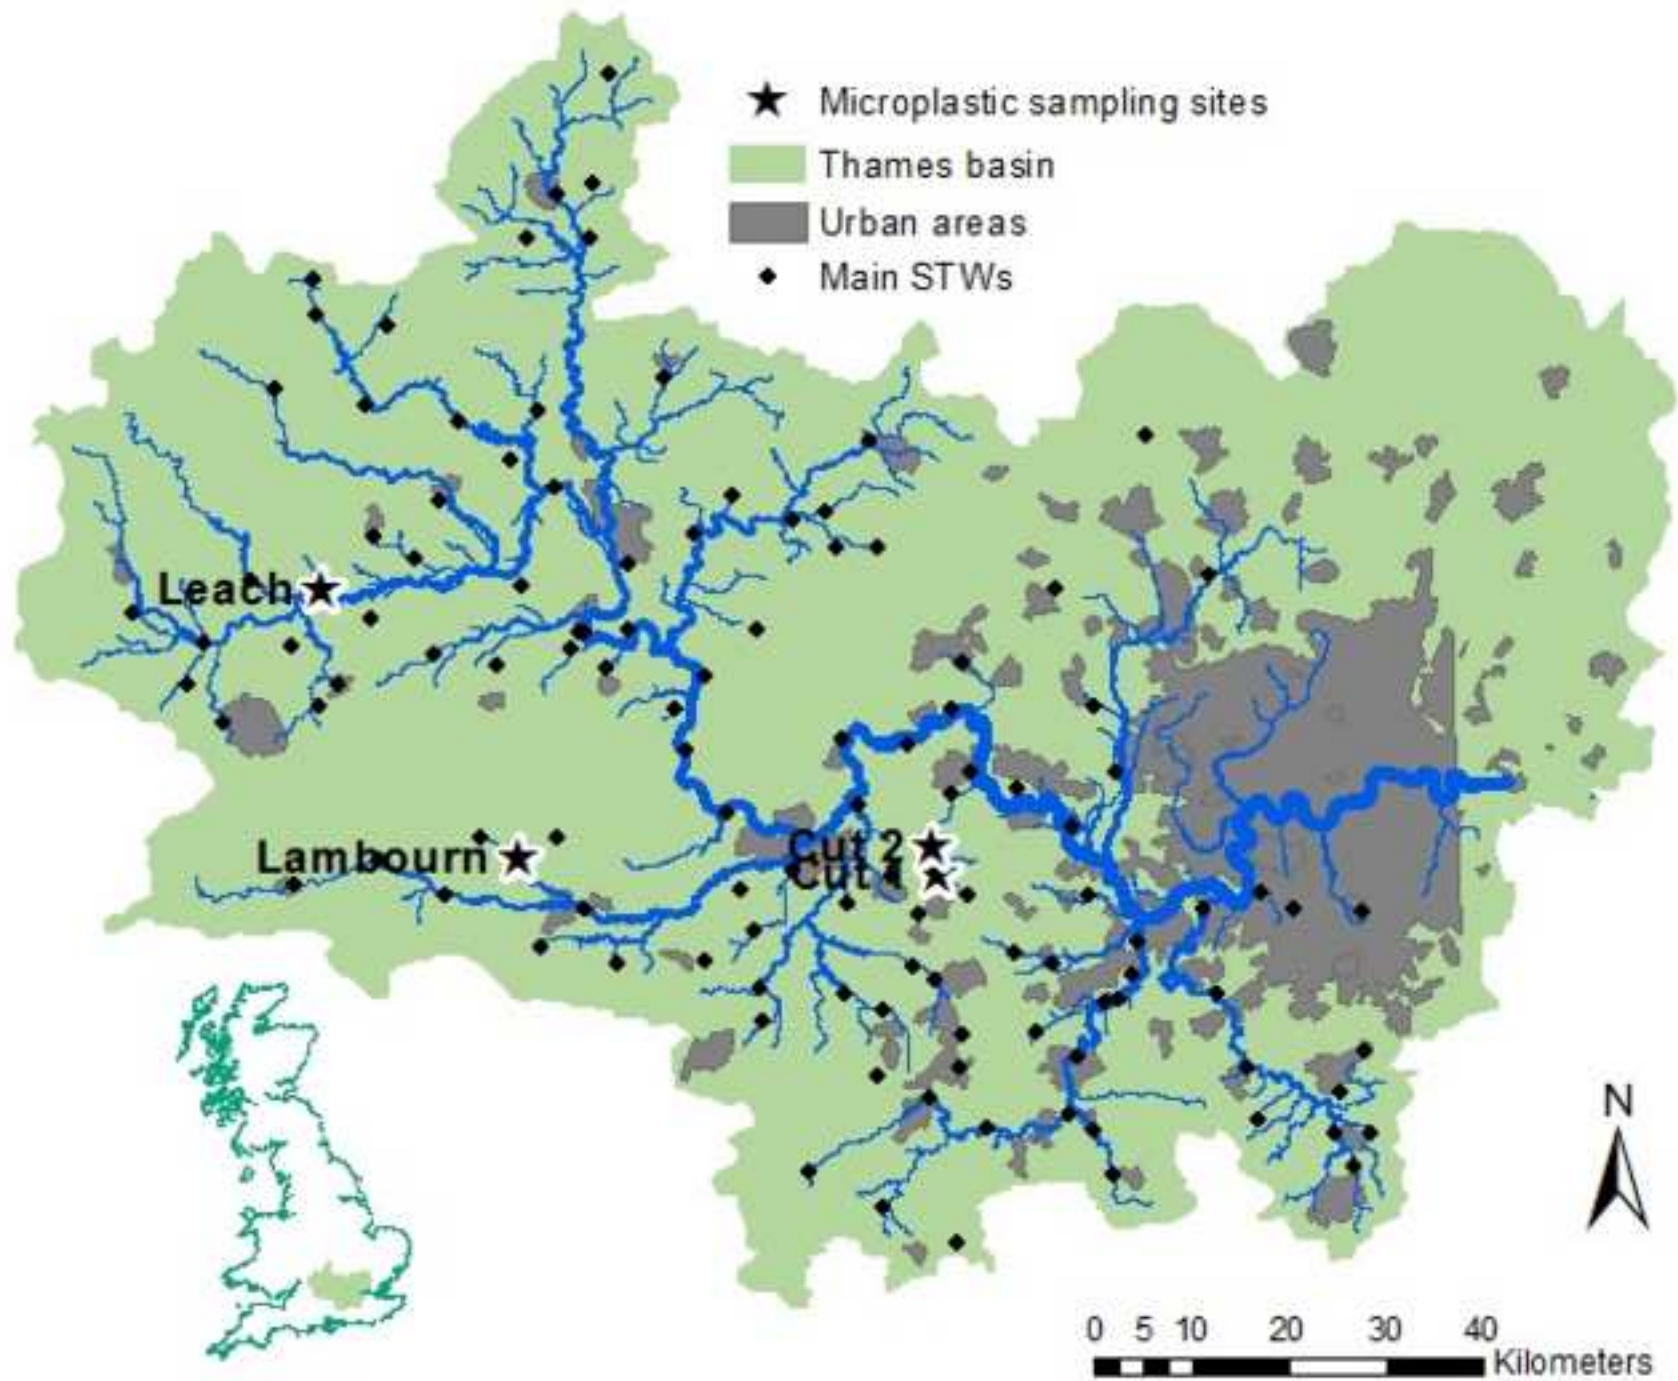 Microplastic sampling sites
Thames basin
Urban areas
Main STWs
Leach
Lambourn
Cut 2
Cut
N
0 5 10 20 30 40
Kilometers